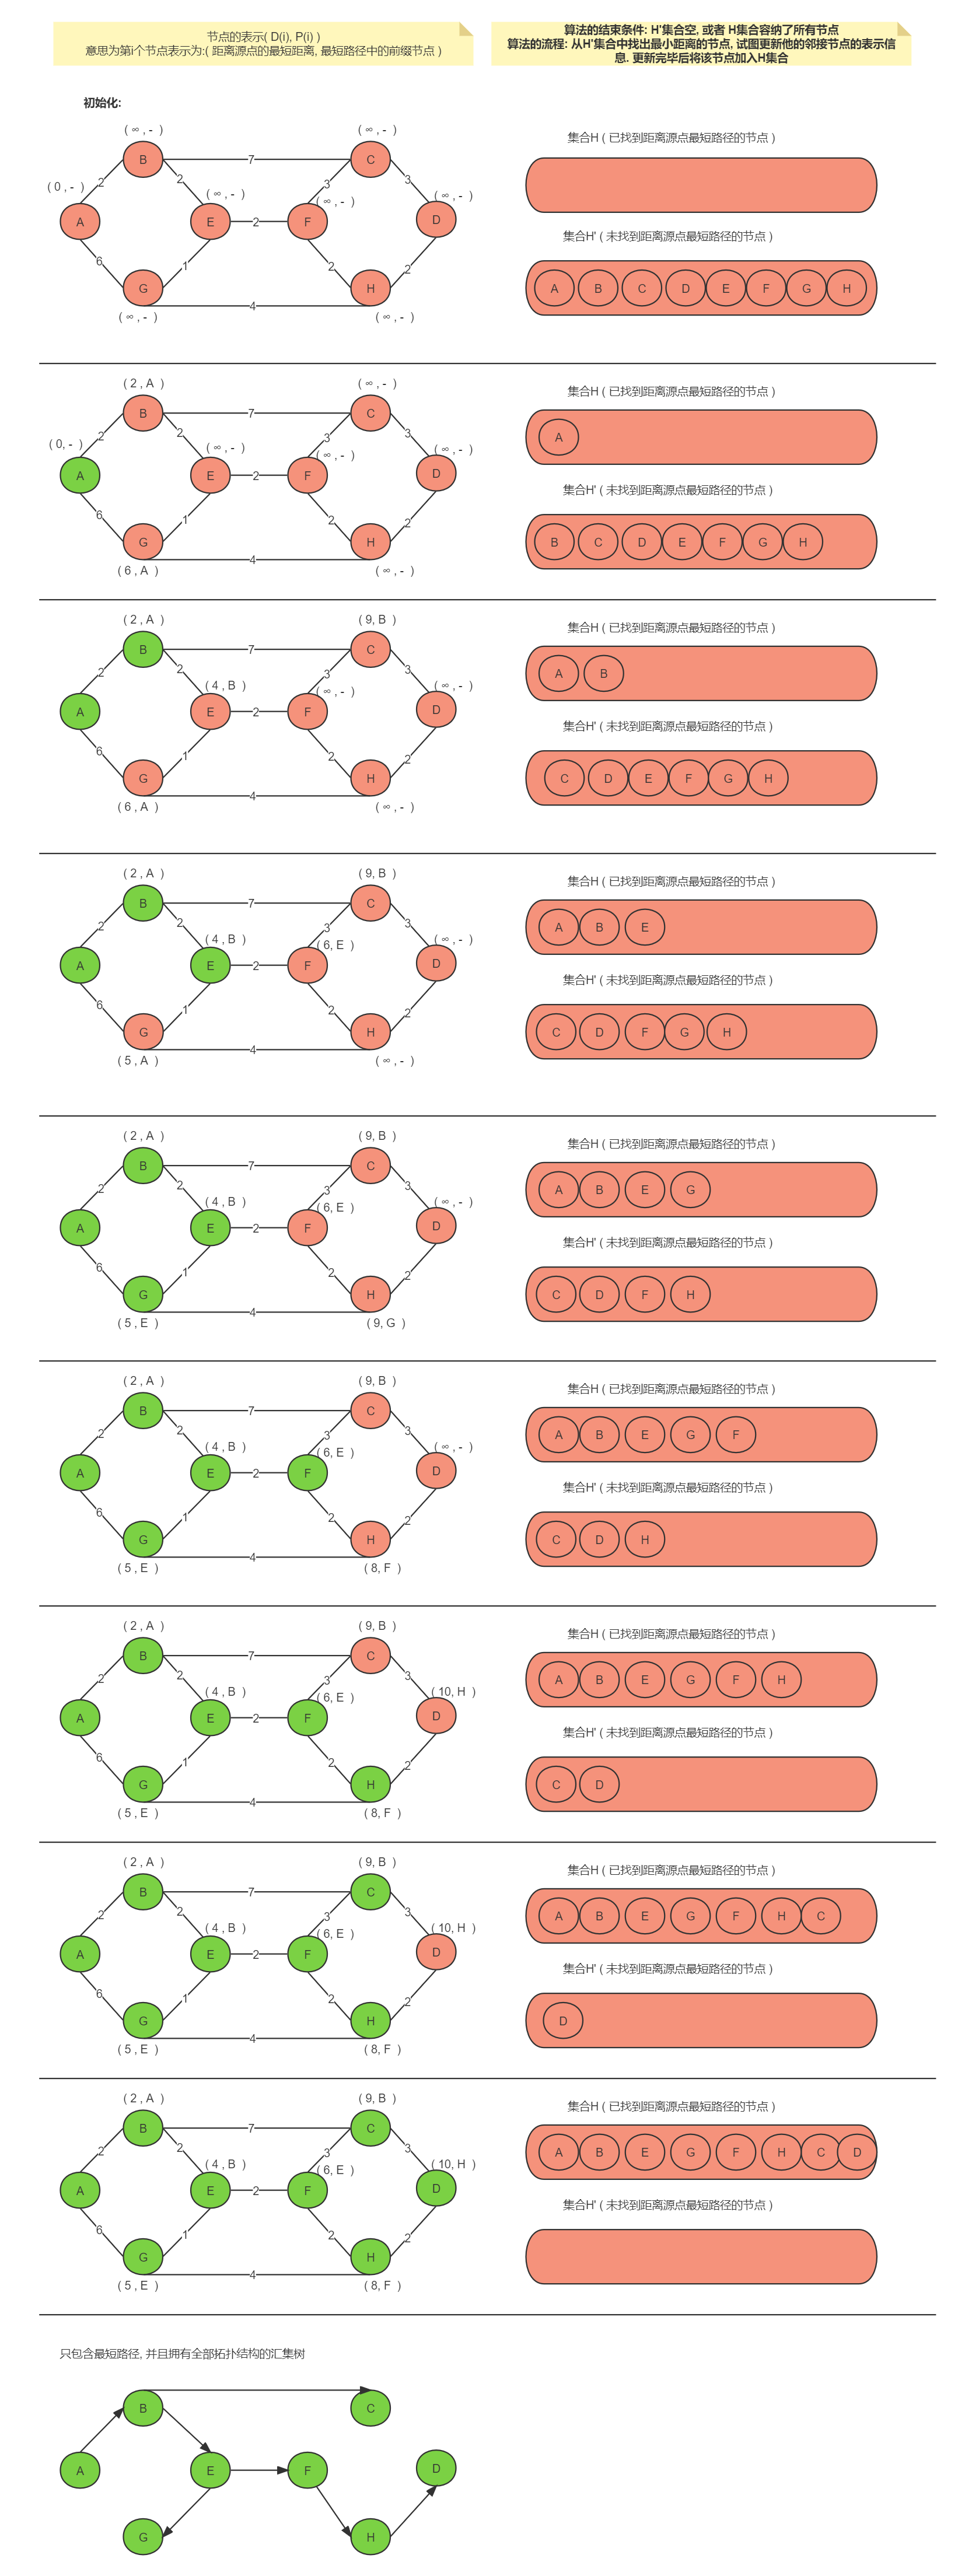 节点的表示( D(i), P(i) )
意思为第i个节点表示为:( 距离源点的最短距离, 最短路径中的前缀节点 )
算法的结束条件: H'集合空, 或者 H集合容纳了所有节点
算法的流程: 从H'集合中找出最小距离的节点, 试图更新他的邻接节点的表示信
息. 更新完毕后将该节点加入H集合
初始化:
( ∞ , - ) ( ∞ , - )
B 7 C
2 2 3 3
( 0 , - ) ( ∞ , - ) ( ∞ , - ) ( ∞ , - )
A E 2 F D
6 1 2 2
G 4 H
( ∞ , - ) ( ∞ , - )
集合H ( 已找到距离源点最短路径的节点 )
集合H' ( 未找到距离源点最短路径的节点 )
A B C D E F G H
( 2 , A ) ( ∞ , - )
B 7 C
2 2 3 3
( 0, - ) ( ∞ , - ) ( ∞ , - ) ( ∞ , - )
A E 2 F D
6 1 2 2
G 4 H
( 6 , A ) ( ∞ , - )
集合H ( 已找到距离源点最短路径的节点 )
A
集合H' ( 未找到距离源点最短路径的节点 )
B C D E F G H
( 2 , A ) ( 9, B )
B 7 C
2 2 3 3
( 4 , B ) ( ∞ , - ) ( ∞ , - )
A E 2 F D
6 1 2 2
G 4 H
( 6 , A ) ( ∞ , - )
集合H ( 已找到距离源点最短路径的节点 )
A B
集合H' ( 未找到距离源点最短路径的节点 )
C D E F G H
( 2 , A ) ( 9, B )
B 7 C
2 2 3 3
( 4 , B ) ( 6, E ) ( ∞ , - )
A E 2 F D
6 1 2 2
G 4 H
( 5 , A ) ( ∞ , - )
集合H ( 已找到距离源点最短路径的节点 )
A B E
集合H' ( 未找到距离源点最短路径的节点 )
C D F G H
( 2 , A ) ( 9, B )
B 7 C
2 2 3 3
( 4 , B ) ( 6, E ) ( ∞ , - )
A E 2 F D
6 1 2 2
G 4 H
( 5 , E ) ( 9, G )
集合H ( 已找到距离源点最短路径的节点 )
A B E G
集合H' ( 未找到距离源点最短路径的节点 )
C D F H
( 2 , A ) ( 9, B )
B 7 C
2 2 3 3
( 4 , B ) ( 6, E ) ( ∞ , - )
A E 2 F D
6 1 2 2
G 4 H
( 5 , E ) ( 8, F )
集合H ( 已找到距离源点最短路径的节点 )
A B E G F
集合H' ( 未找到距离源点最短路径的节点 )
C D H
( 2 , A ) ( 9, B )
B 7 C
2 2 3 3
( 4 , B ) ( 6, E ) ( 10, H )
A E 2 F D
6 1 2 2
G 4 H
( 5 , E ) ( 8, F )
集合H ( 已找到距离源点最短路径的节点 )
A B E G F H
集合H' ( 未找到距离源点最短路径的节点 )
C D
( 2 , A ) ( 9, B )
B 7 C
2 2 3 3
( 4 , B ) ( 6, E ) ( 10, H )
A E 2 F D
6 1 2 2
G 4 H
( 5 , E ) ( 8, F )
集合H ( 已找到距离源点最短路径的节点 )
A B E G F H C
集合H' ( 未找到距离源点最短路径的节点 )
D
( 2 , A ) ( 9, B )
B 7 C
2 2 3 3
( 4 , B ) ( 6, E ) ( 10, H )
A E 2 F D
6 1 2 2
G 4 H
( 5 , E ) ( 8, F )
集合H ( 已找到距离源点最短路径的节点 )
A B E G F H C D
集合H' ( 未找到距离源点最短路径的节点 )
只包含最短路径, 并且拥有全部拓扑结构的汇集树
B C
A E F D
G H